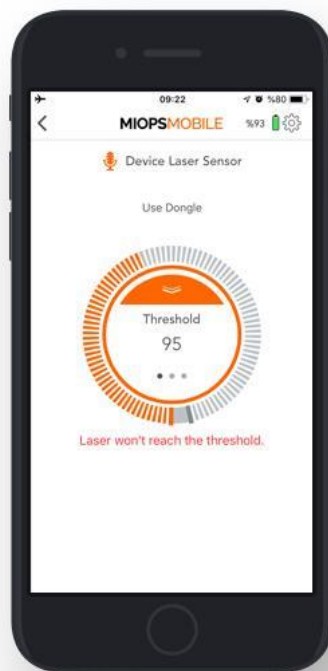 09:22
%80
MIOPSMOBILE
%93
Device Laser Sensor
Use Dongle
Threshold
95
Laser won't reach the threshold.